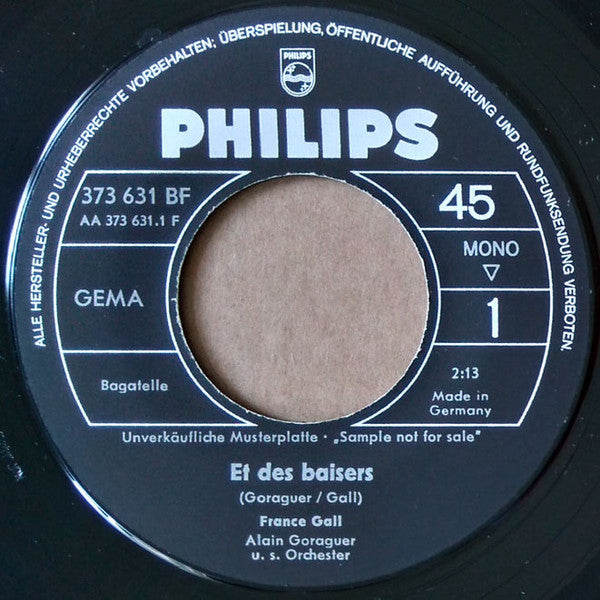 ALLE HERSTELLER- UND URHEBERRECHTE VORBEHALTEN; ÜBERSPIELUNG, ÖFFENTLICHE AUFFÜHRUNG UND RUNDFUNKSENDUNG VERBOTEN.
PHILIPS
PHILIPS
373 631 BF
AA 373 631.1 F
45
MONO
GEMA
1
Bagatelle
2:13
Made in
Germany
Unverkäufliche Musterplatte · „Sample not for sale"
Et des baisers
(Goraguer / Gall)
France Gall
Alain Goraguer
u. s. Orchester